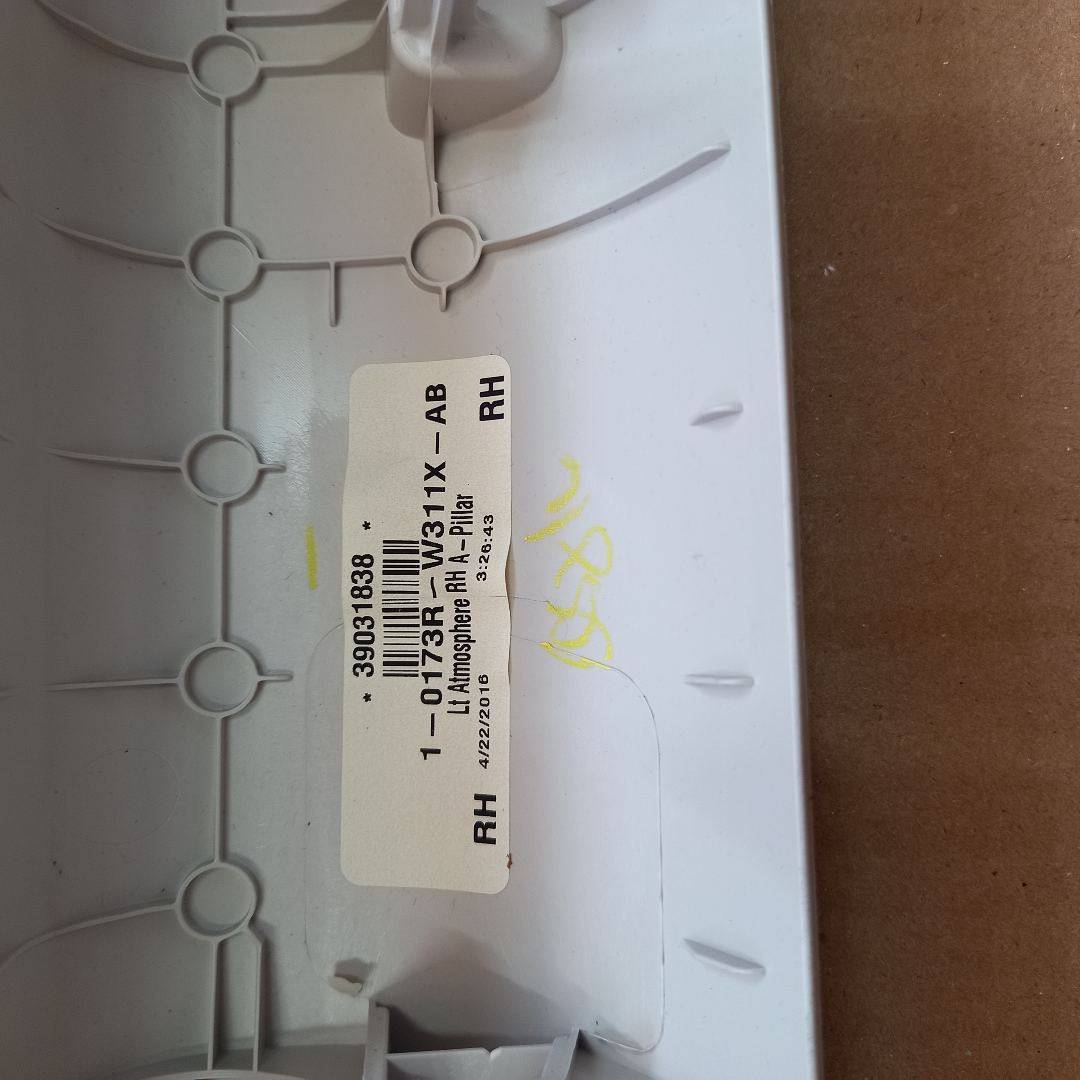 * 39031838 *
1-0173R-W311X-AB
Lt Atmosphere RH A-Pillar
RH 4/22/2016 3:26:43 RH